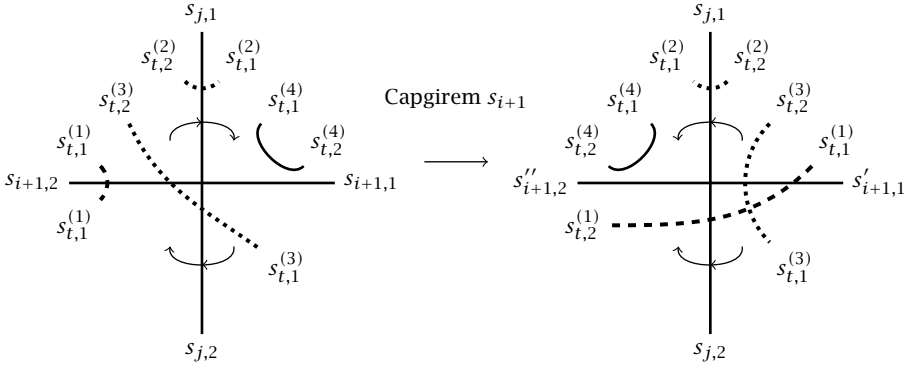 s_{j,1} s_{j,1}
s_{t,2}^{(2)} s_{t,1}^{(2)} s_{t,1}^{(2)} s_{t,2}^{(2)}
s_{t,2}^{(3)} s_{t,1}^{(4)} Capgirem s_{i+1} s_{t,1}^{(4)} s_{t,2}^{(3)}
s_{t,1}^{(1)} s_{t,2}^{(4)} s_{t,2}^{(4)} s_{t,1}^{(1)}
s_{i+1,2} s_{i+1,1} s''_{i+1,2} s'_{i+1,1}
s_{t,1}^{(1)} s_{t,2}^{(1)}
s_{t,1}^{(3)} s_{t,1}^{(3)}
s_{j,2} s_{j,2}